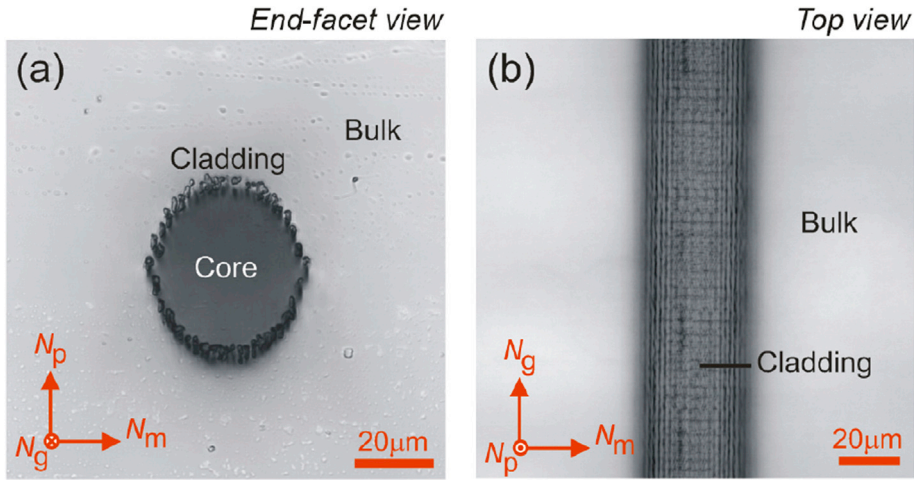 End-facet view
(a)
Bulk
Cladding
Core
Np
Ng
Nm
20μm
Top view
(b)
Bulk
Cladding
Ng
Np
Nm
20μm